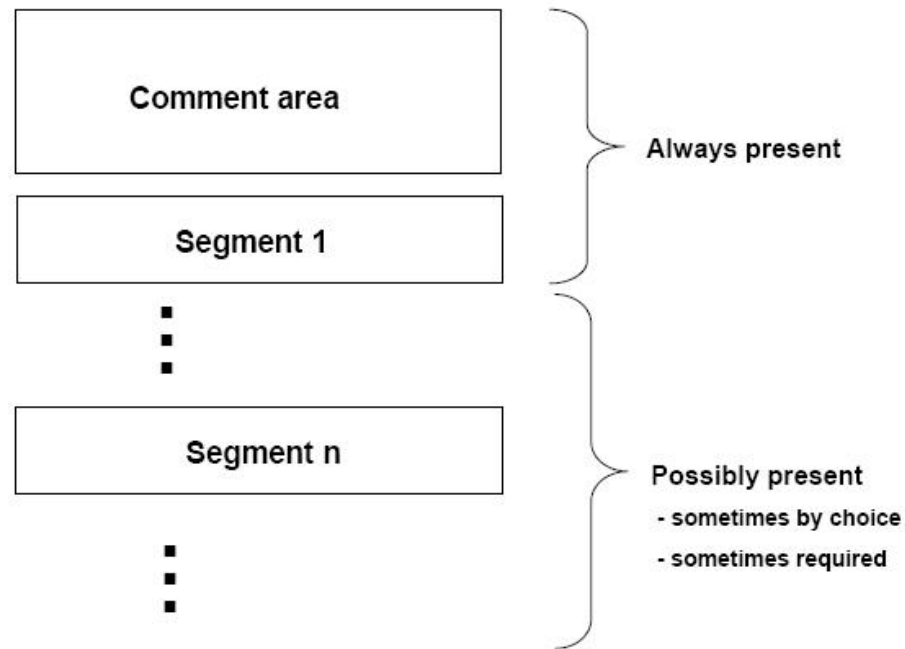 Comment area
Always present
Segment 1
Segment n
Possibly present
- sometimes by choice
- sometimes required